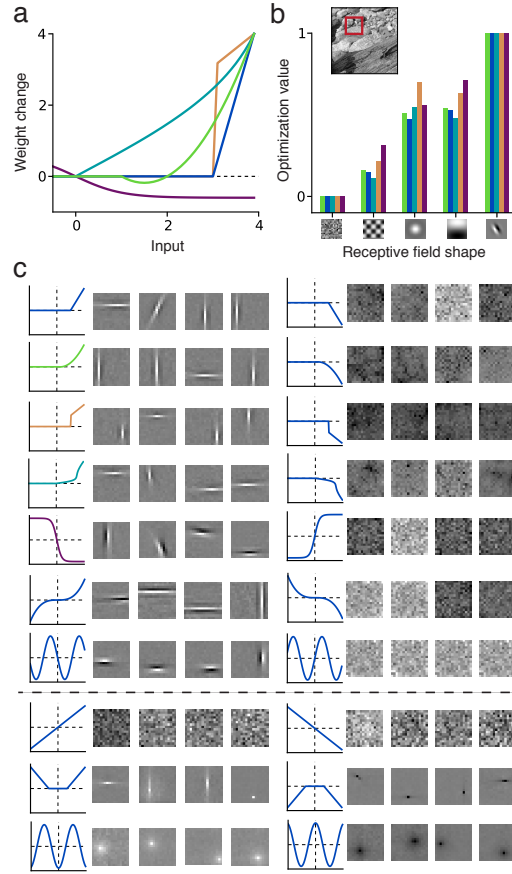 a
4
2
0
Weight change
0
2
4
Input
b
1
0
Optimization value
Receptive field shape
c